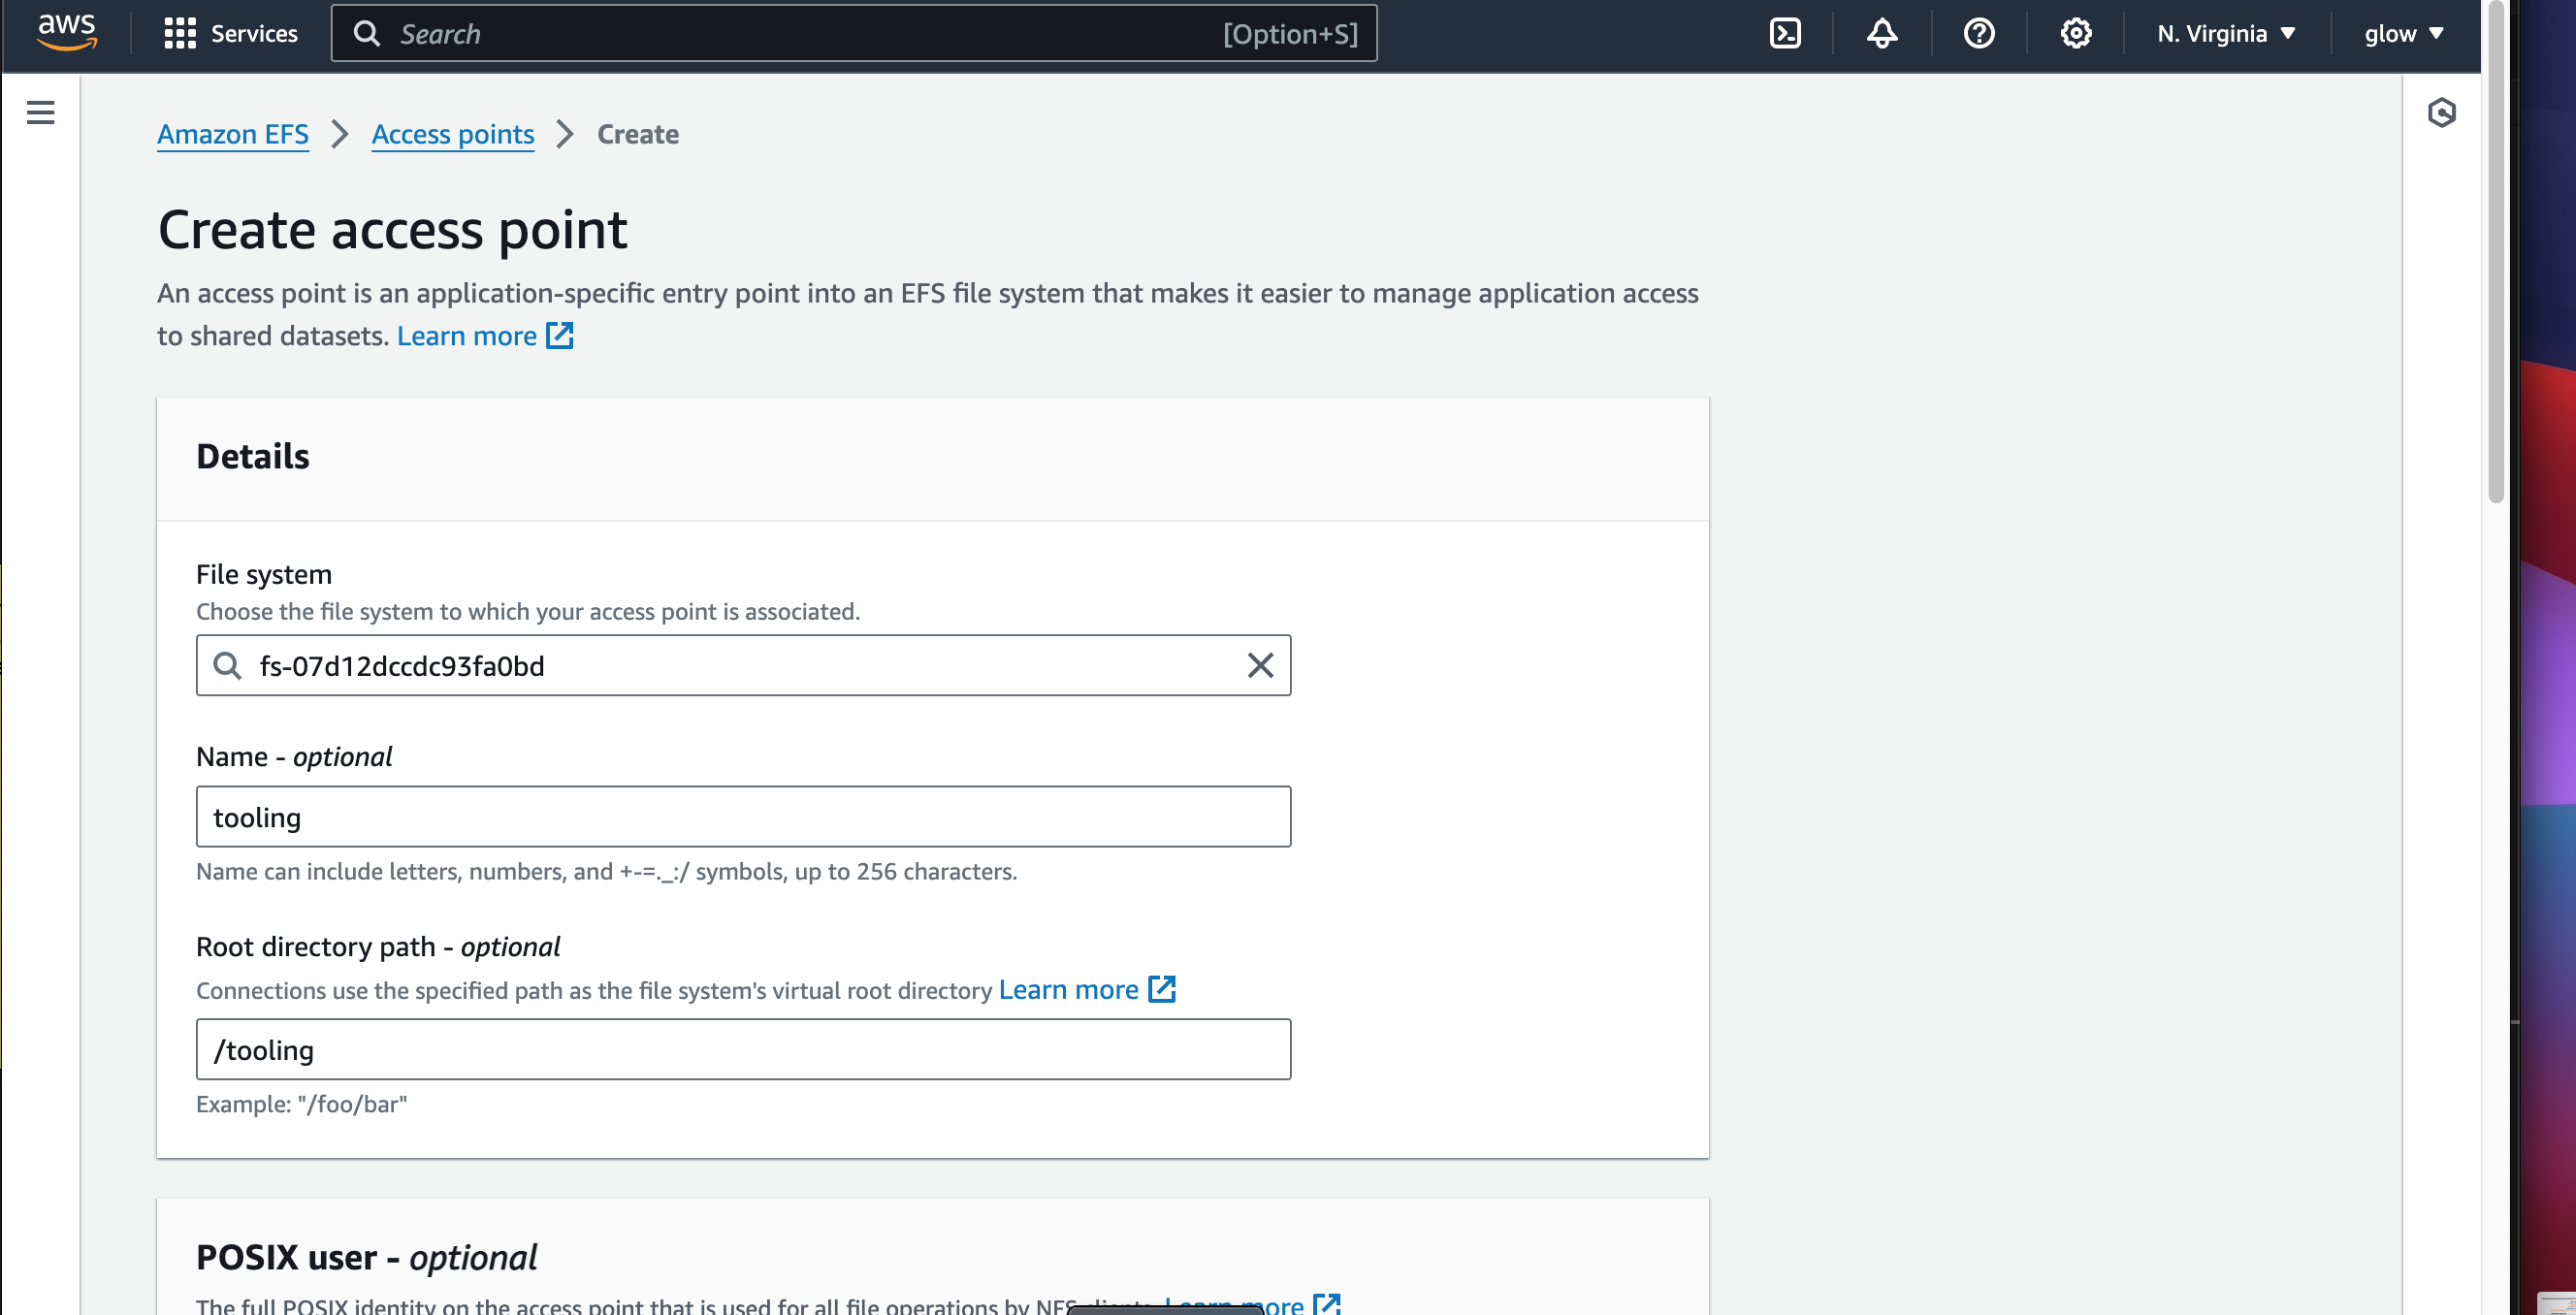 aws
Services
Search
[Option+S]
N. Virginia
glow
Amazon EFS
Access points
Create
Create access point
An access point is an application-specific entry point into an EFS file system that makes it easier to manage application access
to shared datasets. Learn more
Details
File system
Choose the file system to which your access point is associated.
fs-07d12dccdc93fa0bd
Name - optional
tooling
Name can include letters, numbers, and +-=._:/ symbols, up to 256 characters.
Root directory path - optional
Connections use the specified path as the file system's virtual root directory Learn more
/tooling
Example: "/foo/bar"
POSIX user - optional
The full POSIX identity on the access point that is used for all file operations by NFS clients. Learn more